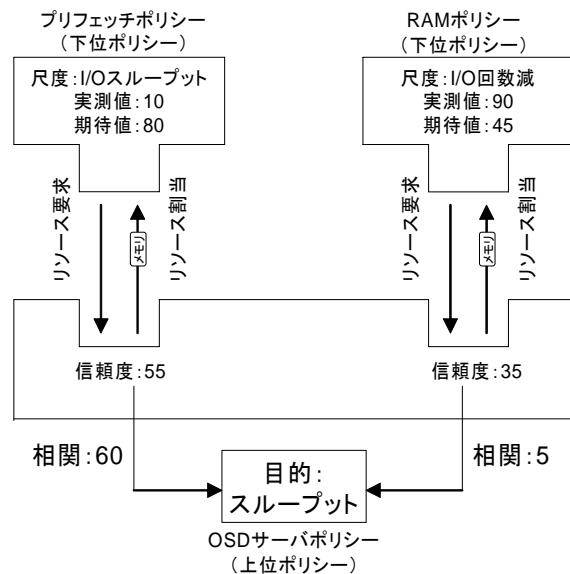 プリフェッチポリシー
（下位ポリシー）
RAMポリシー
（下位ポリシー）
尺度:I/Oスループット
実測値:10
期待値:80
尺度:I/O回数減
実測値:90
期待値:45
リソース要求
メモリ
リソース割当
リソース要求
メモリ
リソース割当
信頼度:55
信頼度:35
相関:60
相関:5
目的:
スループット
OSDサーバポリシー
（上位ポリシー）